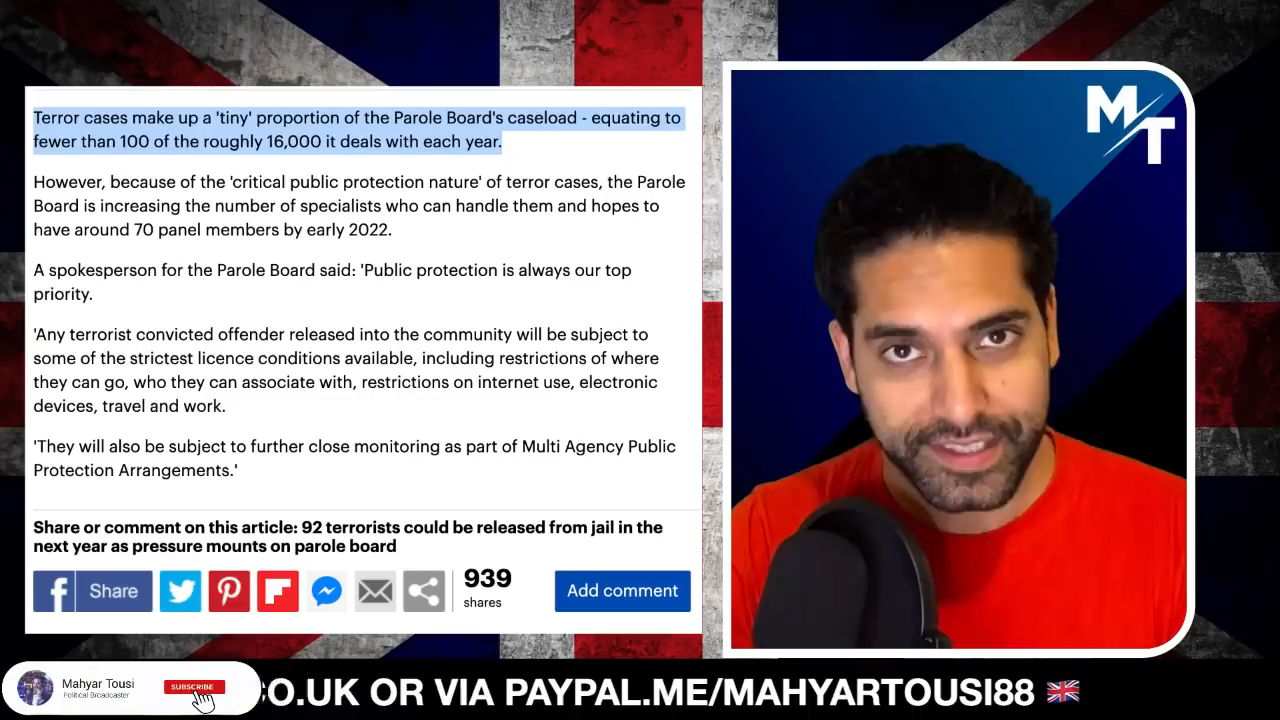 Terror cases make up a 'tiny' proportion of the Parole Board's caseload - equating to
fewer than 100 of the roughly 16,000 it deals with each year.
However, because of the 'critical public protection nature' of terror cases, the Parole
Board is increasing the number of specialists who can handle them and hopes to
have around 70 panel members by early 2022.
A spokesperson for the Parole Board said: 'Public protection is always our top
priority.
'Any terrorist convicted offender released into the community will be subject to
some of the strictest licence conditions available, including restrictions of where
they can go, who they can associate with, restrictions on internet use, electronic
devices, travel and work.
'They will also be subject to further close monitoring as part of Multi Agency Public
Protection Arrangements.'
Share or comment on this article: 92 terrorists could be released from jail in the
next year as pressure mounts on parole board
Share
939
shares
Add comment
MT
Mahyar Tousi
Political Broadcaster
SUBSCRIBE
CO.UK OR VIA PAYPAL.ME/MAHYARTOUSI88